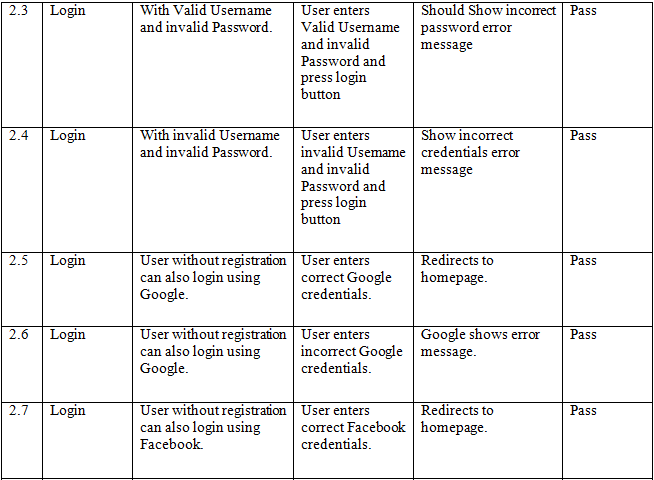 2.3 Login With Valid Username User enters Should Show incorrect Pass
and invalid Password. Valid Username password error
and invalid message
Password and
press login
button
2.4 Login With invalid Username User enters Show incorrect Pass
and invalid Password. invalid Username credentials error
and invalid message
Password and
press login
button
2.5 Login User without registration User enters Redirects to Pass
can also login using correct Google homepage.
Google. credentials.
2.6 Login User without registration User enters Google shows error Pass
can also login using incorrect Google message.
Google. credentials.
2.7 Login User without registration User enters Redirects to Pass
can also login using correct Facebook homepage.
Facebook. credentials.